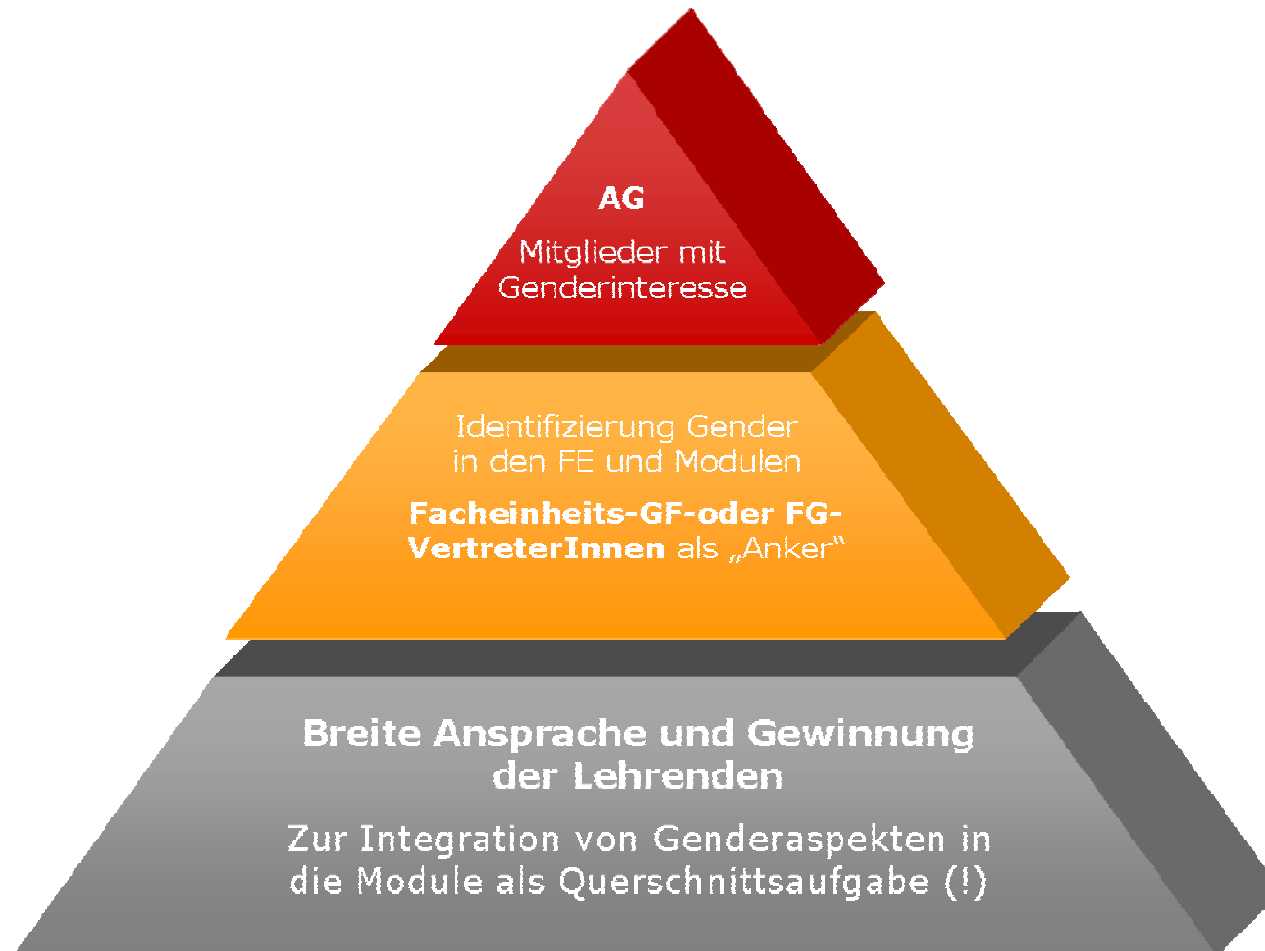 AG
Mitglieder mit
Genderinteresse
Identifizierung Gender
in den FE und Modulen
Facheinheits-GF-oder FG-
VertreterInnen als „Anker“
Breite Ansprache und Gewinnung
der Lehrenden
Zur Integration von Genderaspekten in
die Module als Querschnittsaufgabe (!)